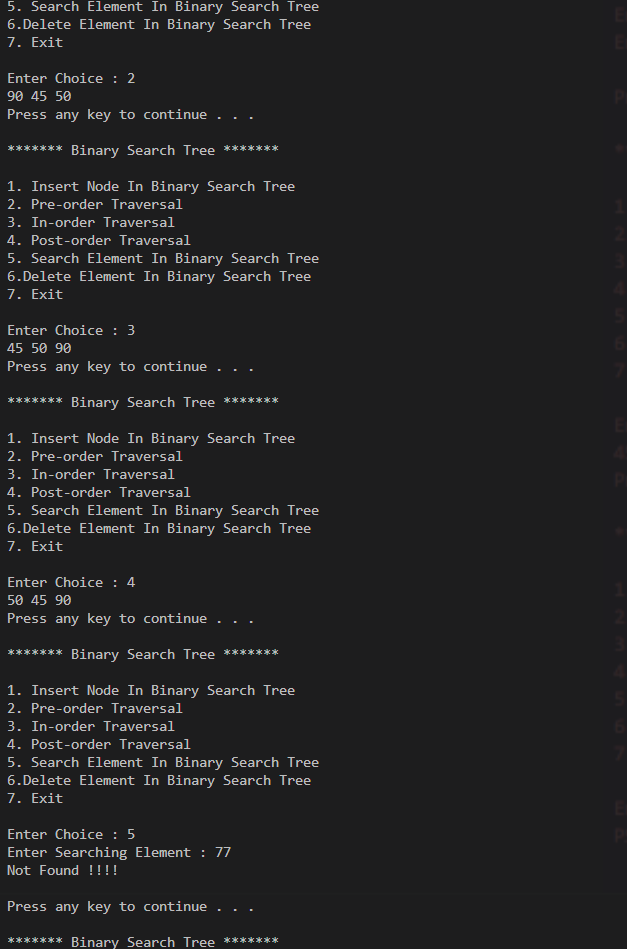 5. Search Element In Binary Search Tree
6.Delete Element In Binary Search Tree
7. Exit
Enter Choice : 2
90 45 50
Press any key to continue . . .
******* Binary Search Tree *******
1. Insert Node In Binary Search Tree
2. Pre-order Traversal
3. In-order Traversal
4. Post-order Traversal
5. Search Element In Binary Search Tree
6.Delete Element In Binary Search Tree
7. Exit
Enter Choice : 3
45 50 90
Press any key to continue . . .
******* Binary Search Tree *******
1. Insert Node In Binary Search Tree
2. Pre-order Traversal
3. In-order Traversal
4. Post-order Traversal
5. Search Element In Binary Search Tree
6.Delete Element In Binary Search Tree
7. Exit
Enter Choice : 4
50 45 90
Press any key to continue . . .
******* Binary Search Tree *******
1. Insert Node In Binary Search Tree
2. Pre-order Traversal
3. In-order Traversal
4. Post-order Traversal
5. Search Element In Binary Search Tree
6.Delete Element In Binary Search Tree
7. Exit
Enter Choice : 5
Enter Searching Element : 77
Not Found !!!!
Press any key to continue . . .
******* Binary Search Tree *******